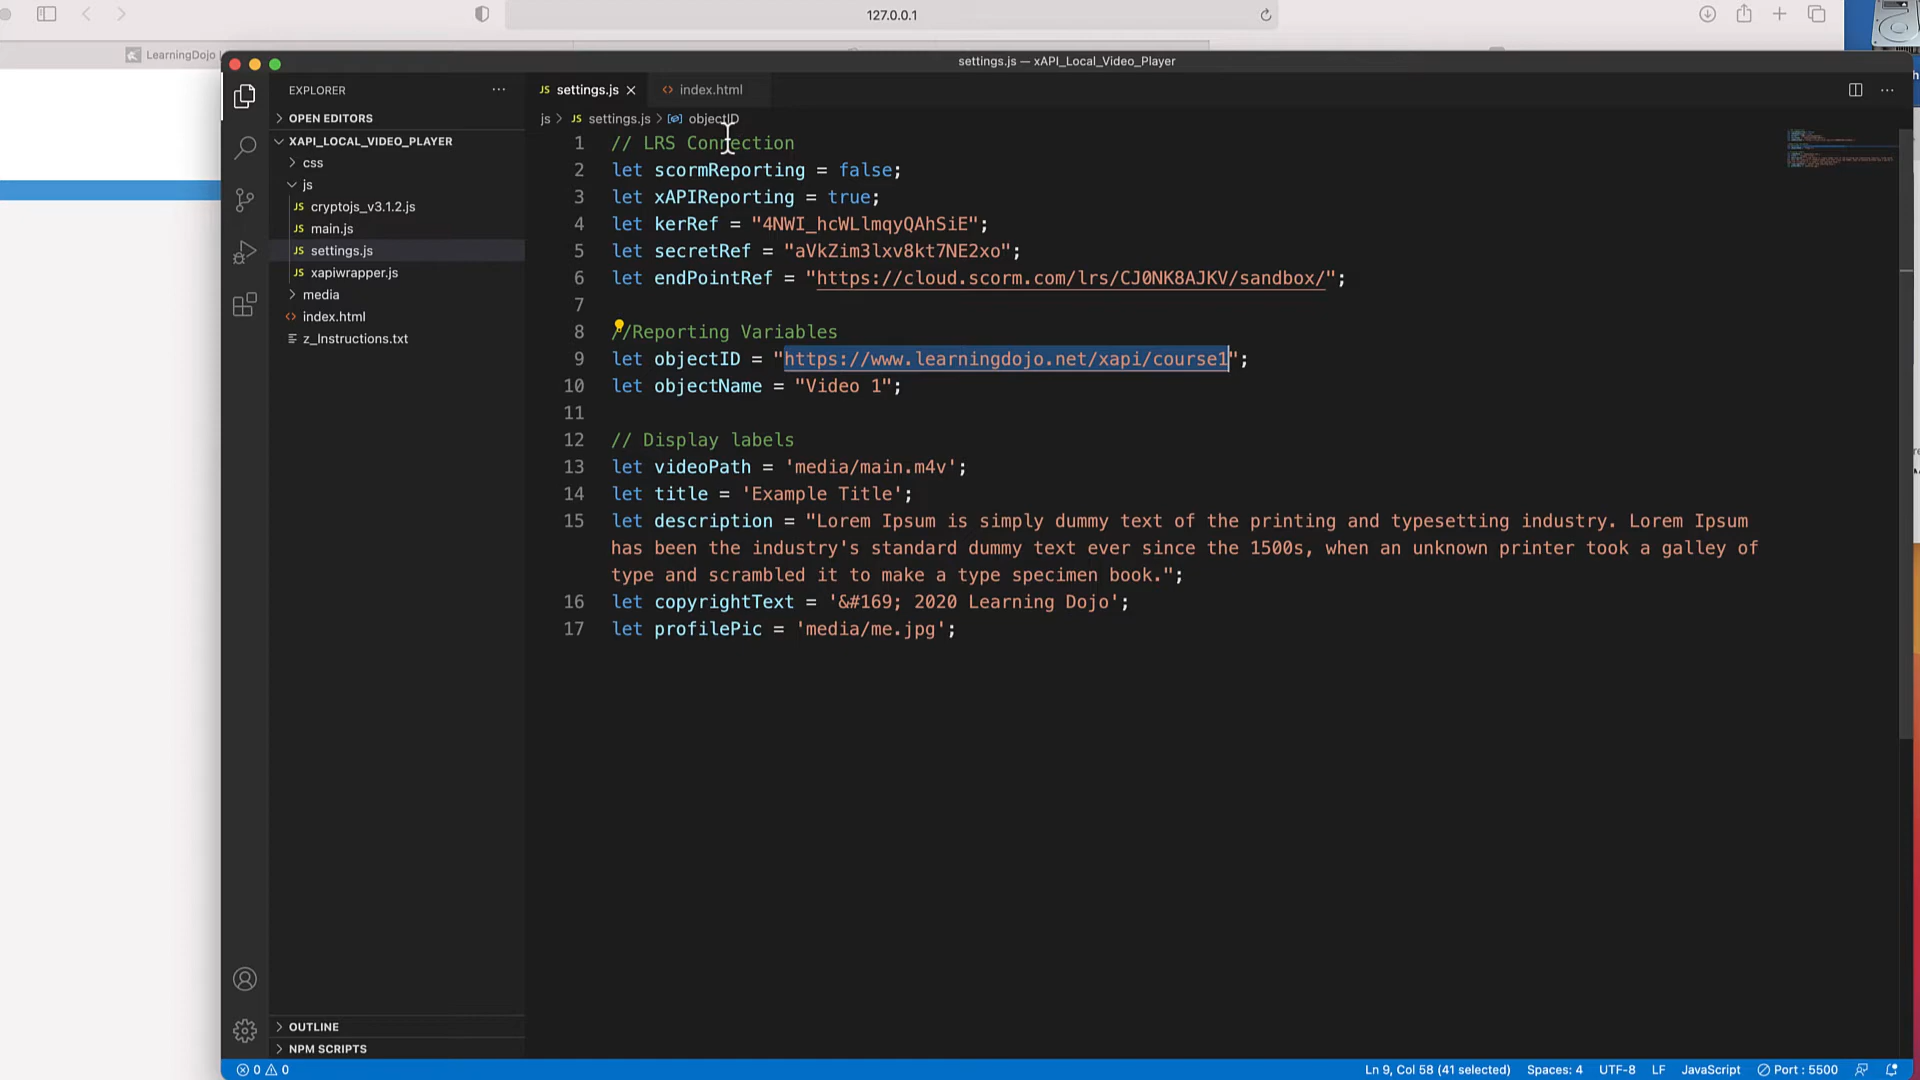 127.0.0.1
LearningDojo
settings.js — xAPI_Local_Video_Player
EXPLORER
OPEN EDITORS
XAPI_LOCAL_VIDEO_PLAYER
css
js
JS cryptojs_v3.1.2.js
JS main.js
JS settings.js
JS xapiwrapper.js
media
<> index.html
z_Instructions.txt
OUTLINE
NPM SCRIPTS
JS settings.js
<> index.html
js > JS settings.js > objectID
1 // LRS Connection
2 let scormReporting = false;
3 let xAPIReporting = true;
4 let kerRef = "4NWI_hcWLlmqyQAhSiE";
5 let secretRef = "aVkZim3lxv8kt7NE2xo";
6 let endPointRef = "https://cloud.scorm.com/lrs/CJ0NK8AJKV/sandbox/";
7
8 //Reporting Variables
9 let objectID = "https://www.learningdojo.net/xapi/course1";
10 let objectName = "Video 1";
11
12 // Display labels
13 let videoPath = 'media/main.m4v';
14 let title = 'Example Title';
15 let description = "Lorem Ipsum is simply dummy text of the printing and typesetting industry. Lorem Ipsum
has been the industry's standard dummy text ever since the 1500s, when an unknown printer took a galley of
type and scrambled it to make a type specimen book.";
16 let copyrightText = '&#169; 2020 Learning Dojo';
17 let profilePic = 'media/me.jpg';
0 0
Ln 9, Col 58 (41 selected) Spaces: 4 UTF-8 LF JavaScript Port : 5500